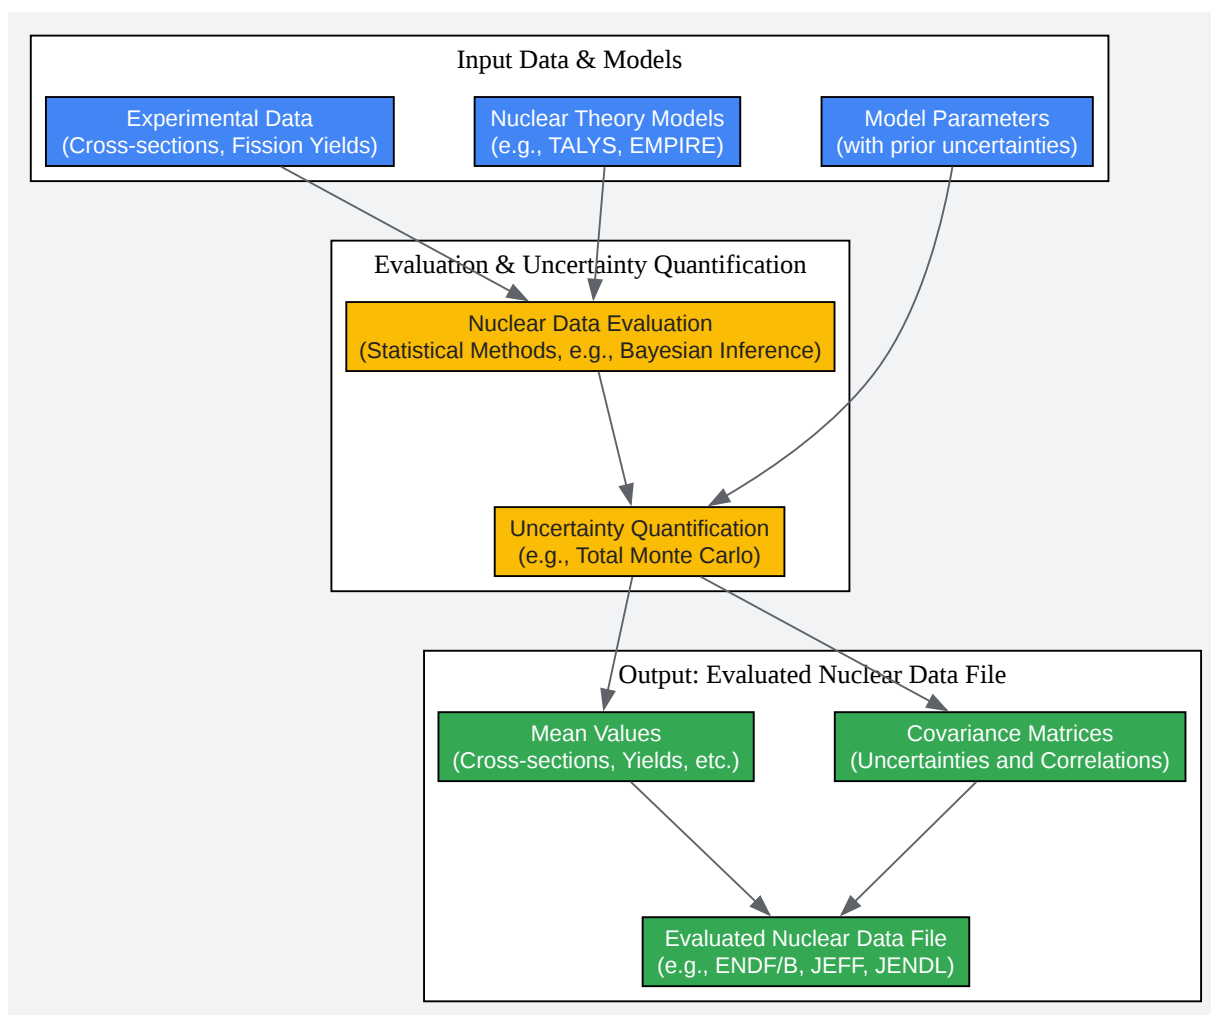 Input Data & Models
Experimental Data
(Cross-sections, Fission Yields)
Nuclear Theory Models
(e.g., TALYS, EMPIRE)
Model Parameters
(with prior uncertainties)
Evaluation & Uncertainty Quantification
Nuclear Data Evaluation
(Statistical Methods, e.g., Bayesian Inference)
Uncertainty Quantification
(e.g., Total Monte Carlo)
Output: Evaluated Nuclear Data File
Mean Values
(Cross-sections, Yields, etc.)
Covariance Matrices
(Uncertainties and Correlations)
Evaluated Nuclear Data File
(e.g., ENDF/B, JEFF, JENDL)